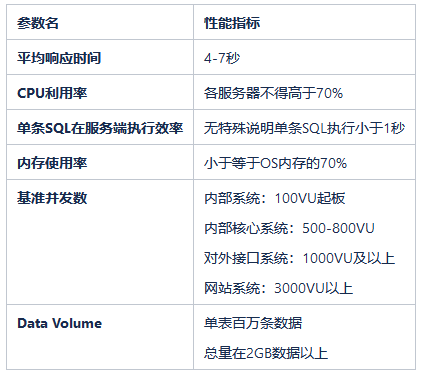 参数名 性能指标
平均响应时间 4-7秒
CPU利用率 各服务器不得高于70%
单条SQL在服务端执行效率 无特殊说明单条SQL执行小于1秒
内存使用率 小于等于OS内存的70%
基准并发数 内部系统：100VU起板
内部核心系统：500-800VU
对外接口系统：1000VU及以上
网站系统：3000VU以上
Data Volume 单表百万条数据
总量在2GB数据以上